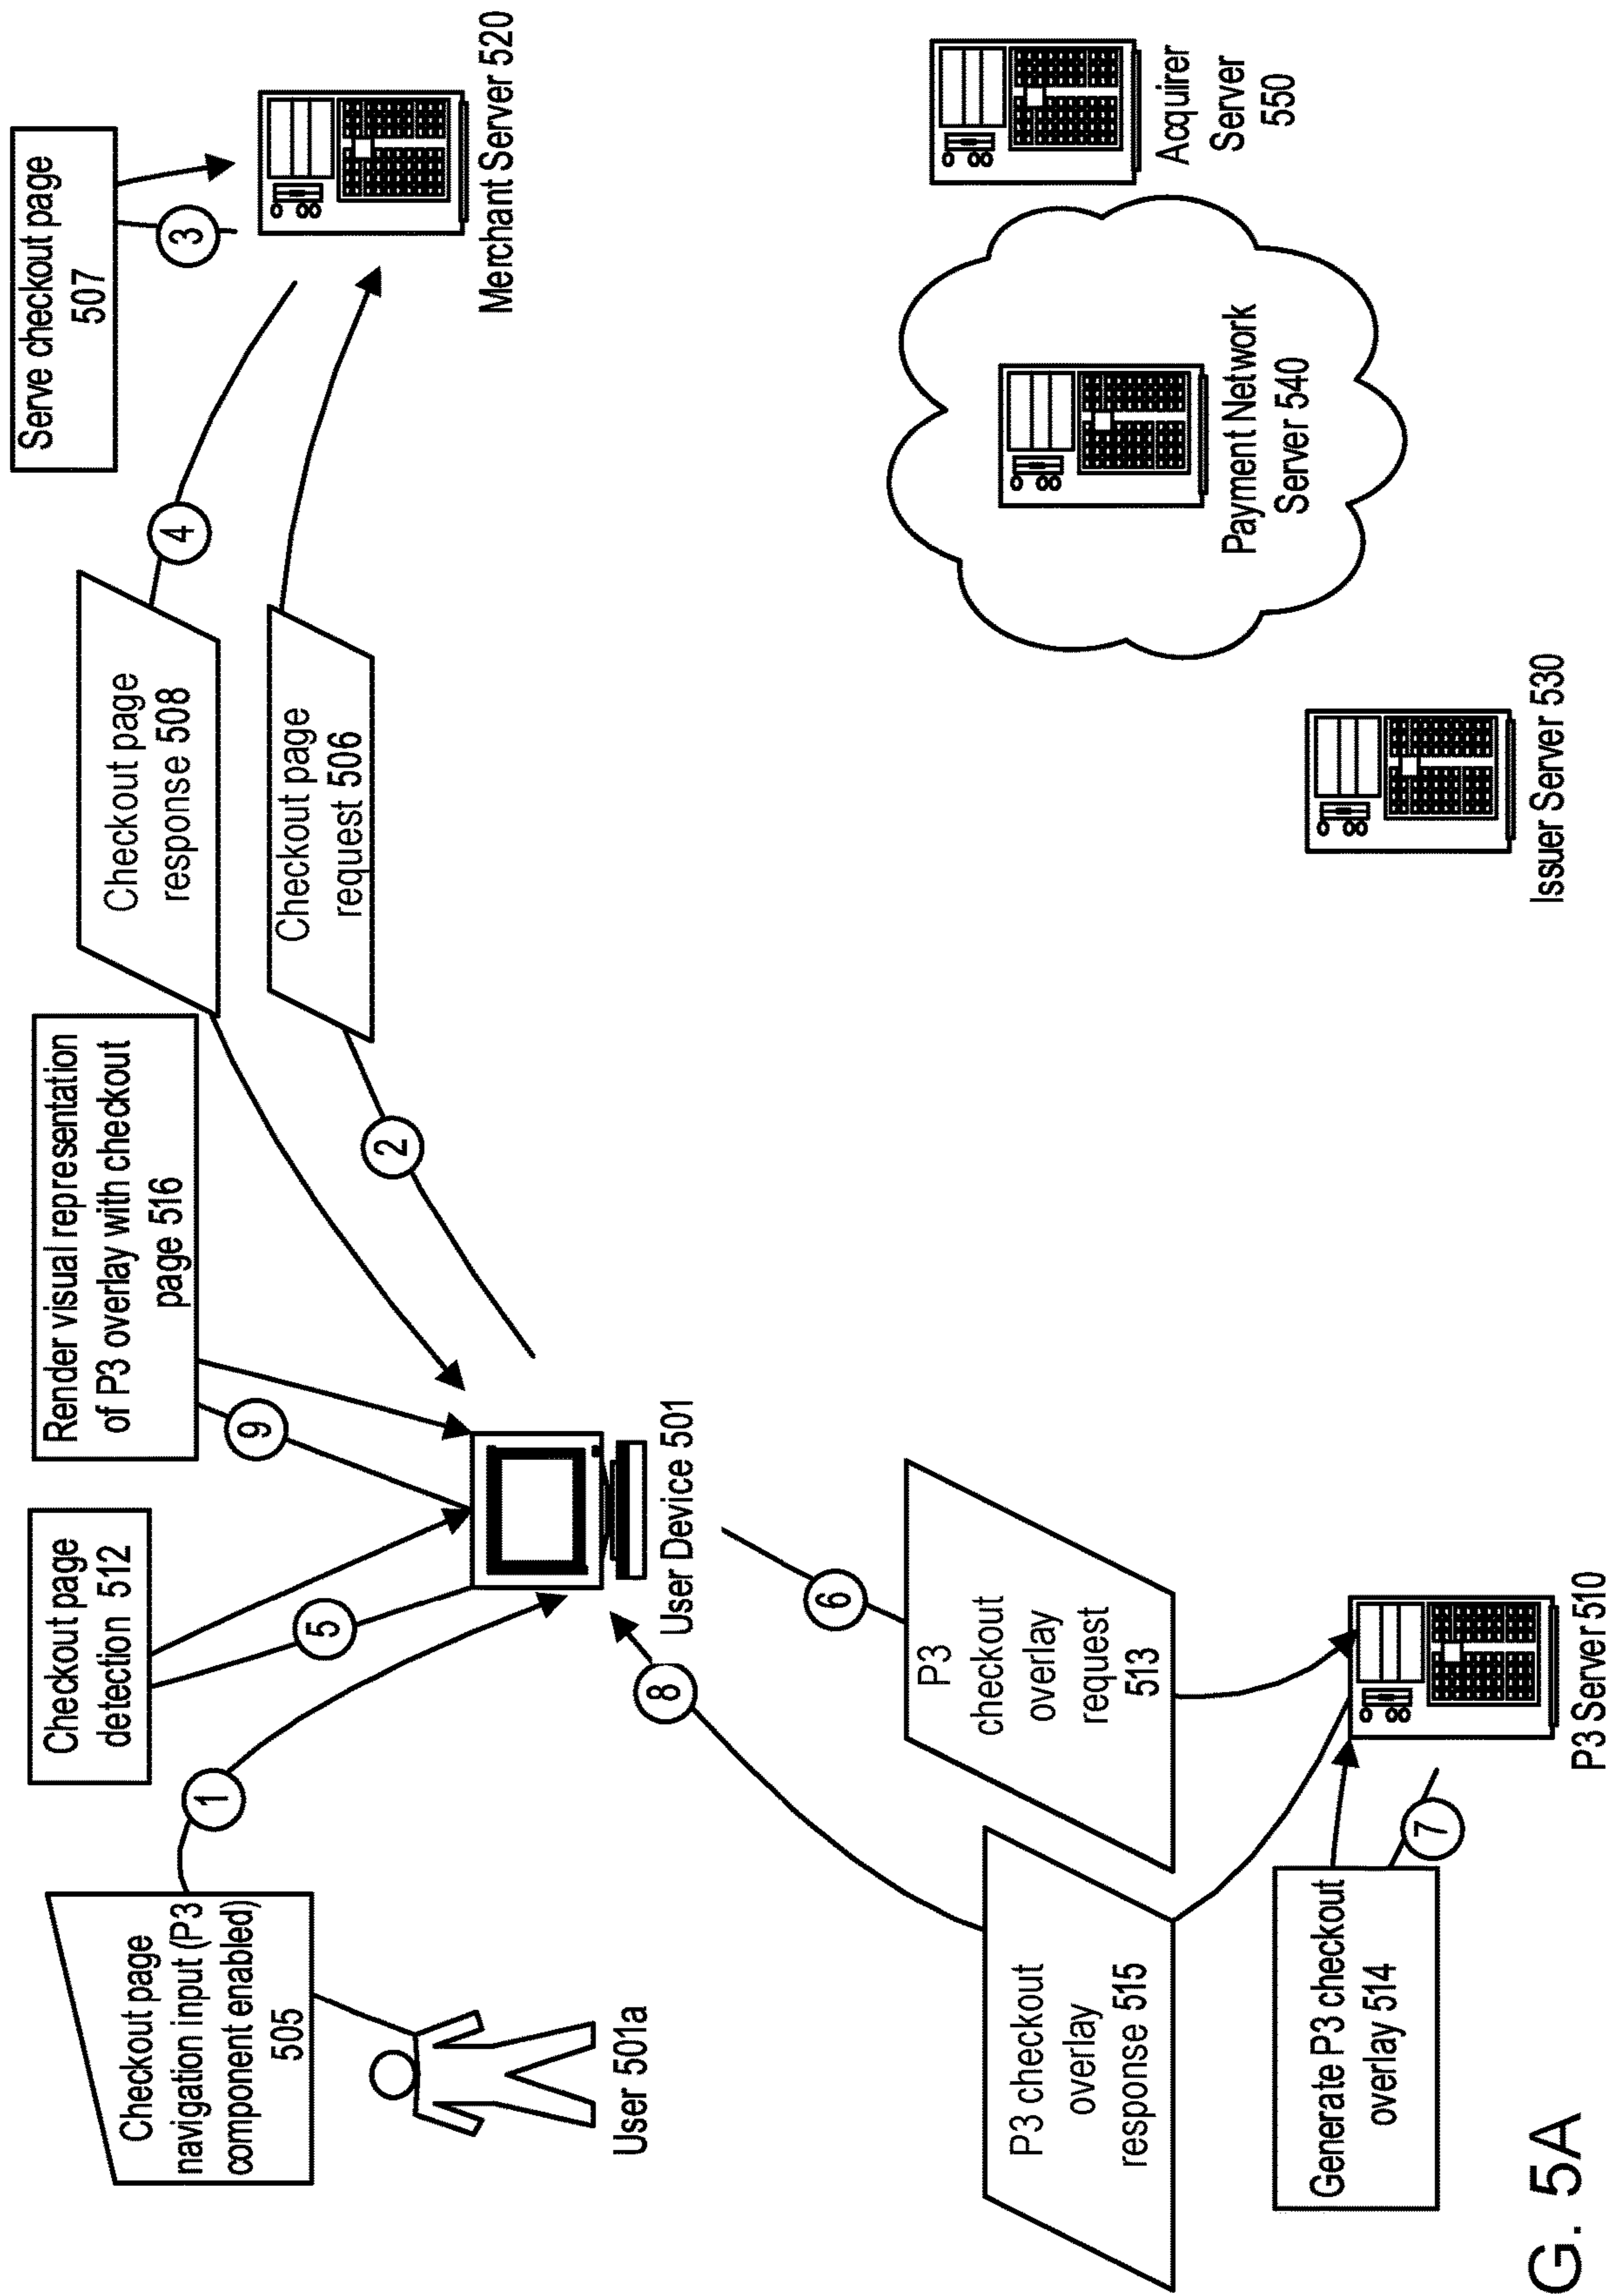 Checkout page
navigation input (P3
component enabled)
505
User 501a
1
Checkout page
detection 512
5
Render visual representation
of P3 overlay with checkout
page 516
9
User Device 501
2
Checkout page
request 506
Checkout page
response 508
4
Serve checkout page
507
3
Merchant Server 520
6
P3
checkout
overlay
request
513
8
P3 checkout
overlay
response 515
Generate P3 checkout
overlay 514
7
P3 Server 510
Issuer Server 530
Payment Network
Server 540
Acquirer
Server
550
G. 5A